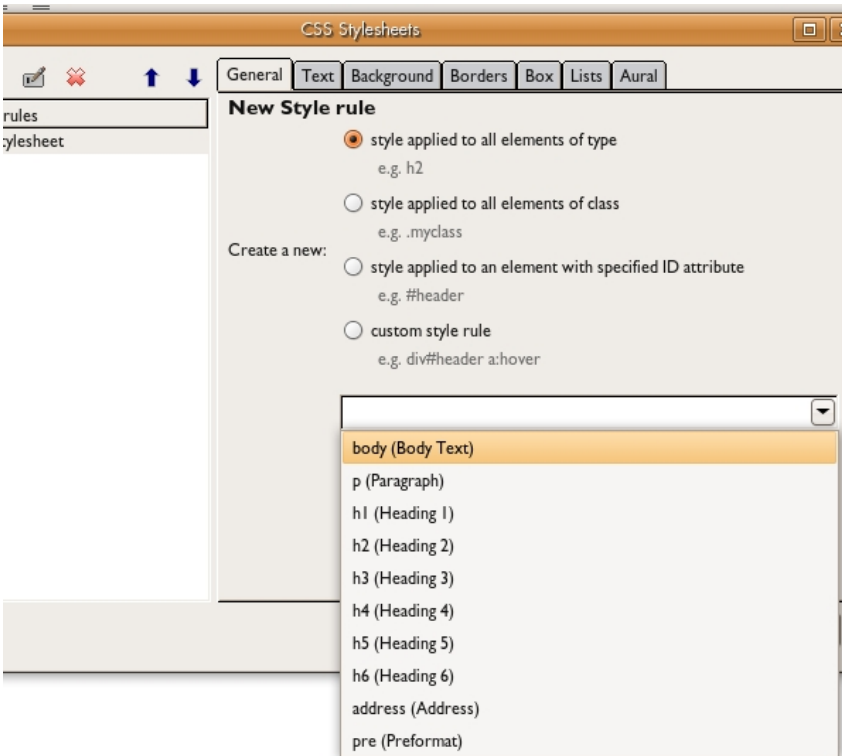 CSS Stylesheets
General Text Background Borders Box Lists Aural
rules
tylesheet
New Style rule
style applied to all elements of type
e.g. h2
style applied to all elements of class
e.g. .myclass
Create a new:
style applied to an element with specified ID attribute
e.g. #header
custom style rule
e.g. div#header a:hover
body (Body Text)
p (Paragraph)
h1 (Heading 1)
h2 (Heading 2)
h3 (Heading 3)
h4 (Heading 4)
h5 (Heading 5)
h6 (Heading 6)
address (Address)
pre (Preformat)